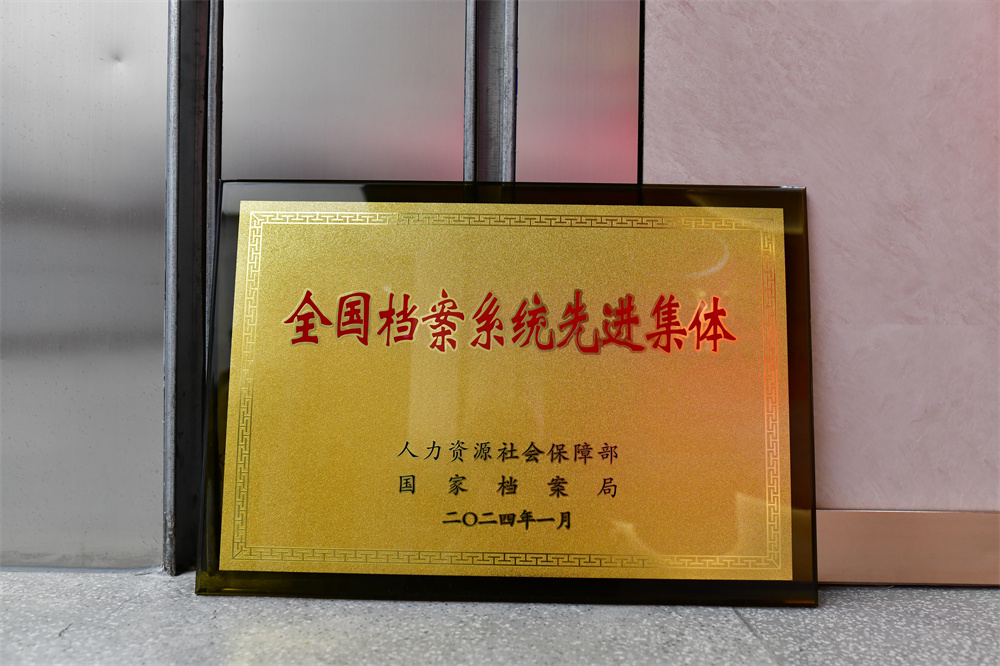 全国档案系统先进集体
人力资源社会保障部
国家档案局
二〇二四年一月